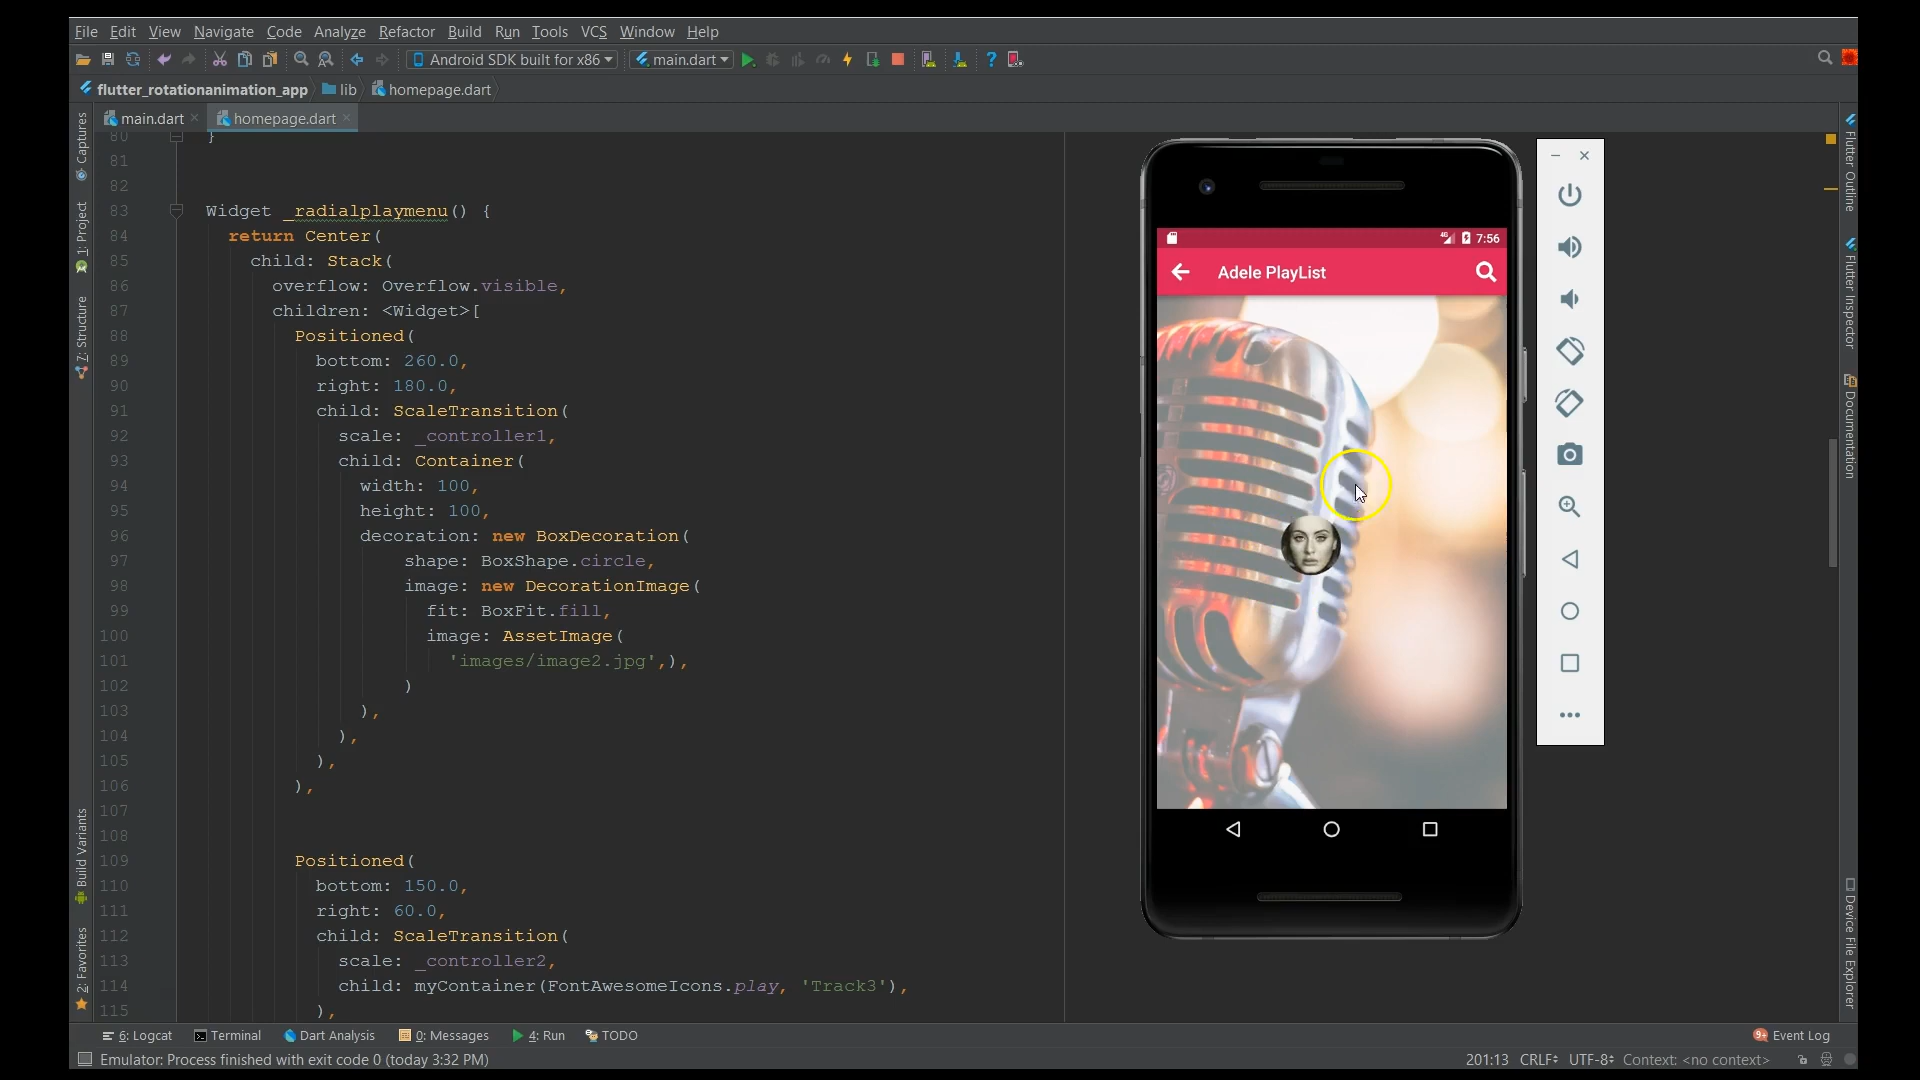 File Edit View Navigate Code Analyze Refactor Build Run Tools VCS Window Help
Android SDK built for x86 main.dart
flutter_rotationanimation_app lib homepage.dart
main.dart homepage.dart
80 }
81
82
83 Widget _radialplaymenu() {
84 return Center(
85 child: Stack(
86 overflow: Overflow.visible,
87 children: <Widget>[
88 Positioned(
89 bottom: 260.0,
90 right: 180.0,
91 child: ScaleTransition(
92 scale: _controller1,
93 child: Container(
94 width: 100,
95 height: 100,
96 decoration: new BoxDecoration(
97 shape: BoxShape.circle,
98 image: new DecorationImage(
99 fit: BoxFit.fill,
100 image: AssetImage(
101 'images/image2.jpg',),
102 )
103 ),
104 ),
105 ),
106 ),
107
108
109 Positioned(
110 bottom: 150.0,
111 right: 60.0,
112 child: ScaleTransition(
113 scale: _controller2,
114 child: myContainer(FontAwesomeIcons.play, 'Track3'),
115 ),
Captures
1: Project
7: Structure
Build Variants
2: Favorites
4G 7:56
Adele PlayList
Flutter Outline
Flutter Inspector
Documentation
Device File Explorer
6: Logcat Terminal Dart Analysis 0: Messages 4: Run TODO 9+ Event Log
Emulator: Process finished with exit code 0 (today 3:32 PM) 201:13 CRLF UTF-8 Context: <no context>